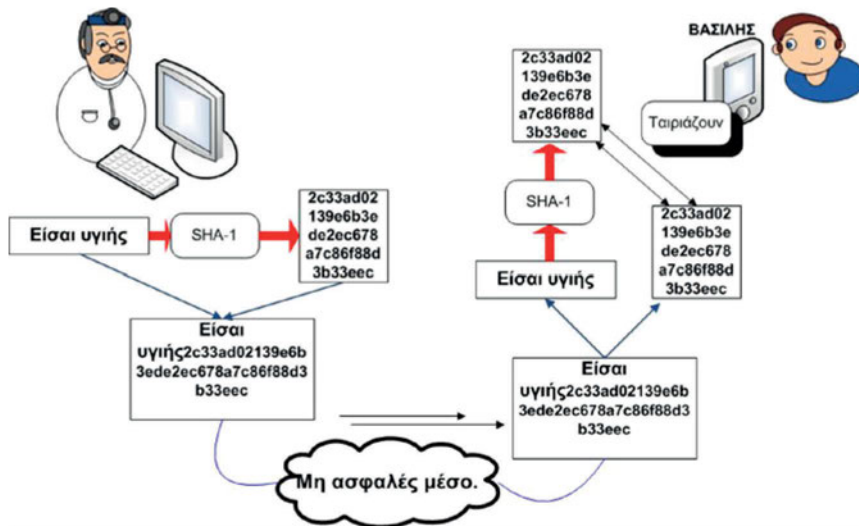 ΒΑΣΙΛΗΣ
2c33ad02
139e6b3e
de2ec678
a7c86f88d
3b33eec
Ταιριάζουν
2c33ad02
139e6b3e
de2ec678
a7c86f88d
3b33eec
Είσαι υγιής
SHA-1
SHA-1
2c33ad02
139e6b3e
de2ec678
a7c86f88d
3b33eec
Είσαι υγιής
Είσαι
υγιής2c33ad02139e6b
3ede2ec678a7c86f88d3
b33eec
Είσαι
υγιής2c33ad02139e6b
3ede2ec678a7c86f88d3
b33eec
Μη ασφαλές μέσο.